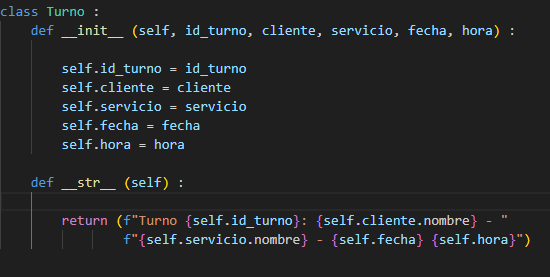 class Turno :
    def __init__ (self, id_turno, cliente, servicio, fecha, hora) :
        self.id_turno = id_turno
        self.cliente = cliente
        self.servicio = servicio
        self.fecha = fecha
        self.hora = hora
    def __str__ (self) :
        return (f"Turno {self.id_turno}: {self.cliente.nombre} - "
                f"{self.servicio.nombre} - {self.fecha} {self.hora}")